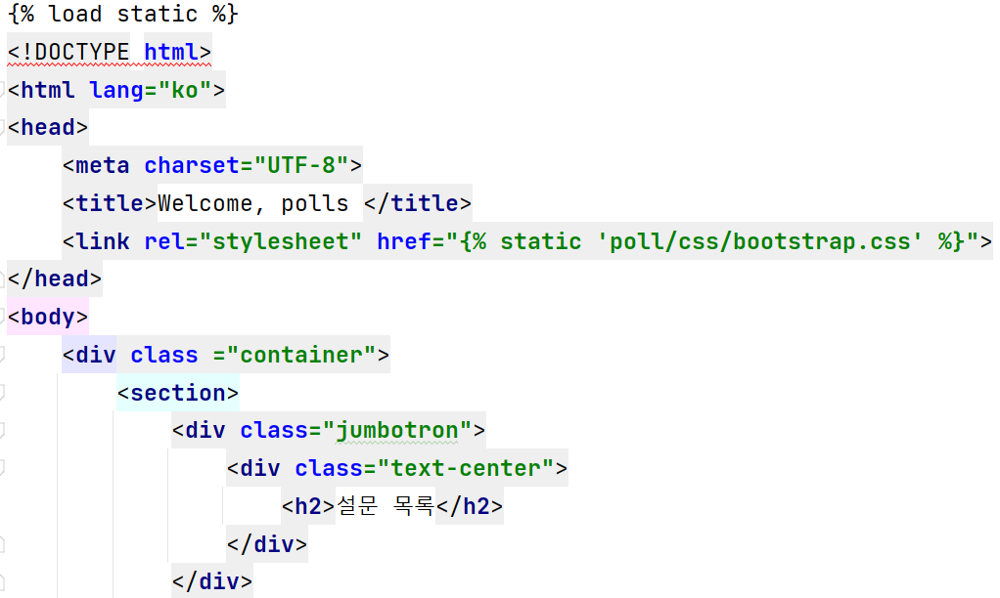 {% load static %}
<!DOCTYPE html>
<html lang="ko">
<head>
    <meta charset="UTF-8">
    <title>Welcome, polls </title>
    <link rel="stylesheet" href="{% static 'poll/css/bootstrap.css' %}">
</head>
<body>
    <div class ="container">
        <section>
            <div class="jumbotron">
                <div class="text-center">
                    <h2>설문 목록</h2>
                </div>
            </div>